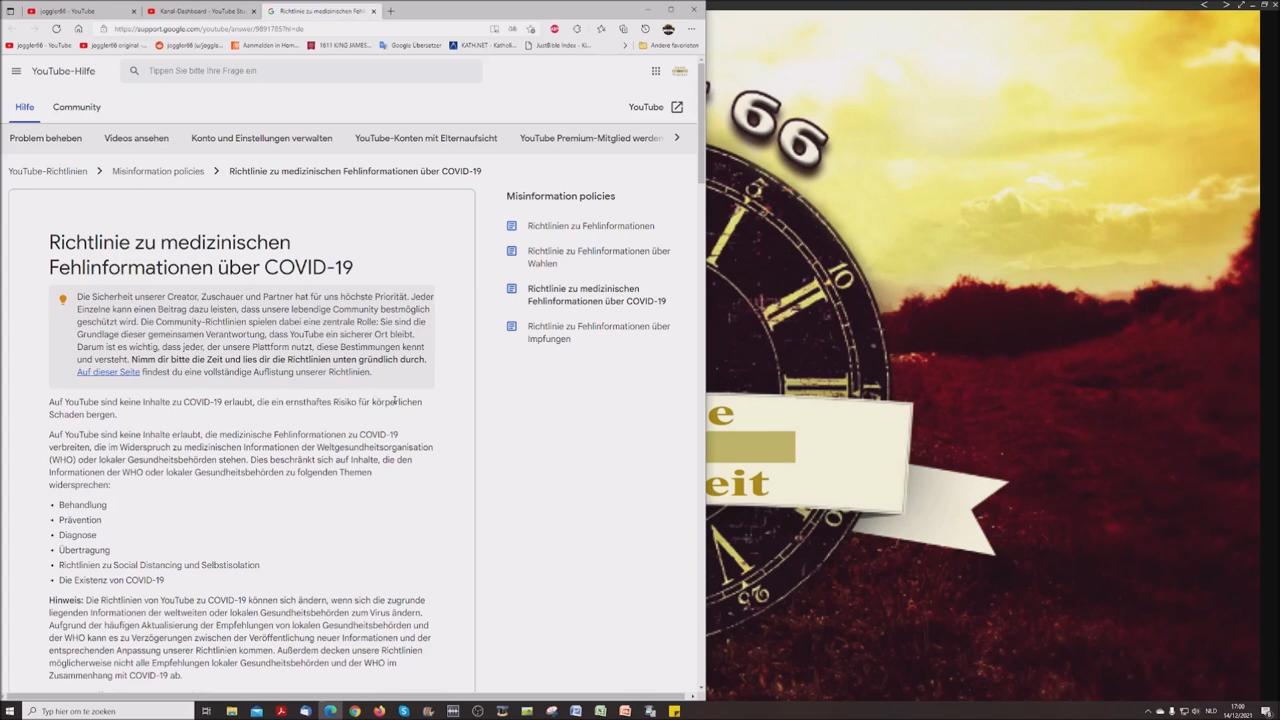 joggler66 - YouTube
Kanal-Dashboard - YouTube Stu
Richtlinie zu medizinischen Fehl
https://support.google.com/youtube/answer/9891785?hl=de
joggler66 - YouTube
joggler66 original -
reddit joggler66 (u/joggle...
Aanmelden in Hem...
1611 KING JAMES...
Google Übersetzer
KATH.NET - Katholi...
JustBible Index - Ki...
Andere favorieten
YouTube-Hilfe
Tippen Sie bitte Ihre Frage ein
Hilfe
Community
YouTube
Problem beheben
Videos ansehen
Konto und Einstellungen verwalten
YouTube-Konten mit Elternaufsicht
YouTube Premium-Mitglied werden
YouTube-Richtlinien
Misinformation policies
Richtlinie zu medizinischen Fehlinformationen über COVID-19
Richtlinie zu medizinischen
Fehlinformationen über COVID-19
Die Sicherheit unserer Creator, Zuschauer und Partner hat für uns höchste Priorität. Jeder
Einzelne kann einen Beitrag dazu leisten, dass unsere lebendige Community bestmöglich
geschützt wird. Die Community-Richtlinien spielen dabei eine zentrale Rolle: Sie sind die
Grundlage dieser gemeinsamen Verantwortung, dass YouTube ein sicherer Ort bleibt.
Darum ist es wichtig, dass jeder, der unsere Plattform nutzt, diese Bestimmungen kennt
und versteht. Nimm dir bitte die Zeit und lies dir die Richtlinien unten gründlich durch.
Auf dieser Seite findest du eine vollständige Auflistung unserer Richtlinien.
Auf YouTube sind keine Inhalte zu COVID-19 erlaubt, die ein ernsthaftes Risiko für körperlichen
Schaden bergen.
Auf YouTube sind keine Inhalte erlaubt, die medizinische Fehlinformationen zu COVID-19
verbreiten, die im Widerspruch zu medizinischen Informationen der Weltgesundheitsorganisation
(WHO) oder lokaler Gesundheitsbehörden stehen. Dies beschränkt sich auf Inhalte, die den
Informationen der WHO oder lokaler Gesundheitsbehörden zu folgenden Themen
widersprechen:
• Behandlung
• Prävention
• Diagnose
• Übertragung
• Richtlinien zu Social Distancing und Selbstisolation
• Die Existenz von COVID-19
Hinweis: Die Richtlinien von YouTube zu COVID-19 können sich ändern, wenn sich die zugrunde
liegenden Informationen der weltweiten oder lokalen Gesundheitsbehörden zum Virus ändern.
Aufgrund der häufigen Aktualisierung der Empfehlungen von lokalen Gesundheitsbehörden und
der WHO kann es zu Verzögerungen zwischen der Veröffentlichung neuer Informationen und der
entsprechenden Anpassung unserer Richtlinien kommen. Außerdem decken unsere Richtlinien
möglicherweise nicht alle Empfehlungen lokaler Gesundheitsbehörden und der WHO im
Zusammenhang mit COVID-19 ab.
Misinformation policies
Richtlinien zu Fehlinformationen
Richtlinie zu Fehlinformationen über
Wahlen
Richtlinie zu medizinischen
Fehlinformationen über COVID-19
Richtlinie zu Fehlinformationen über
Impfungen
66
5
10
25
e
eit
Typ hier om te zoeken
NLD
17:00
14/12/2021